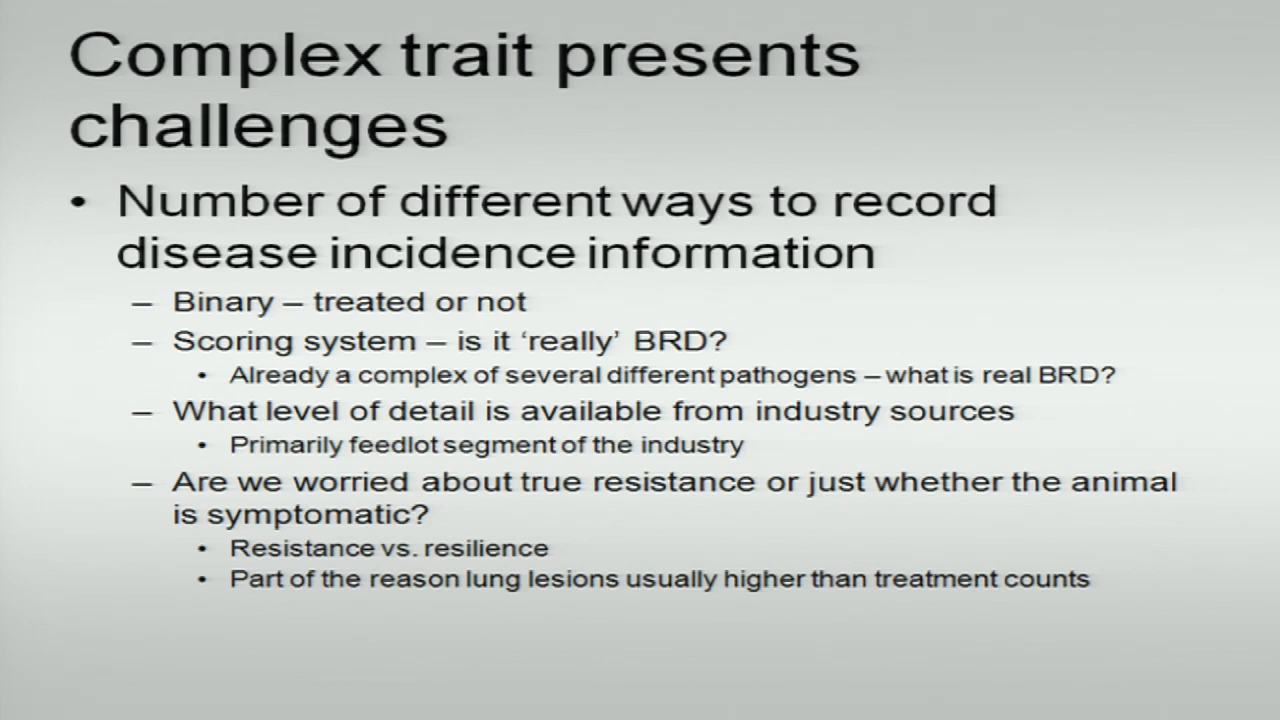 Complex trait presents
challenges
• Number of different ways to record
disease incidence information
– Binary – treated or not
– Scoring system – is it ‘really’ BRD?
• Already a complex of several different pathogens – what is real BRD?
– What level of detail is available from industry sources
• Primarily feedlot segment of the industry
– Are we worried about true resistance or just whether the animal
is symptomatic?
• Resistance vs. resilience
• Part of the reason lung lesions usually higher than treatment counts